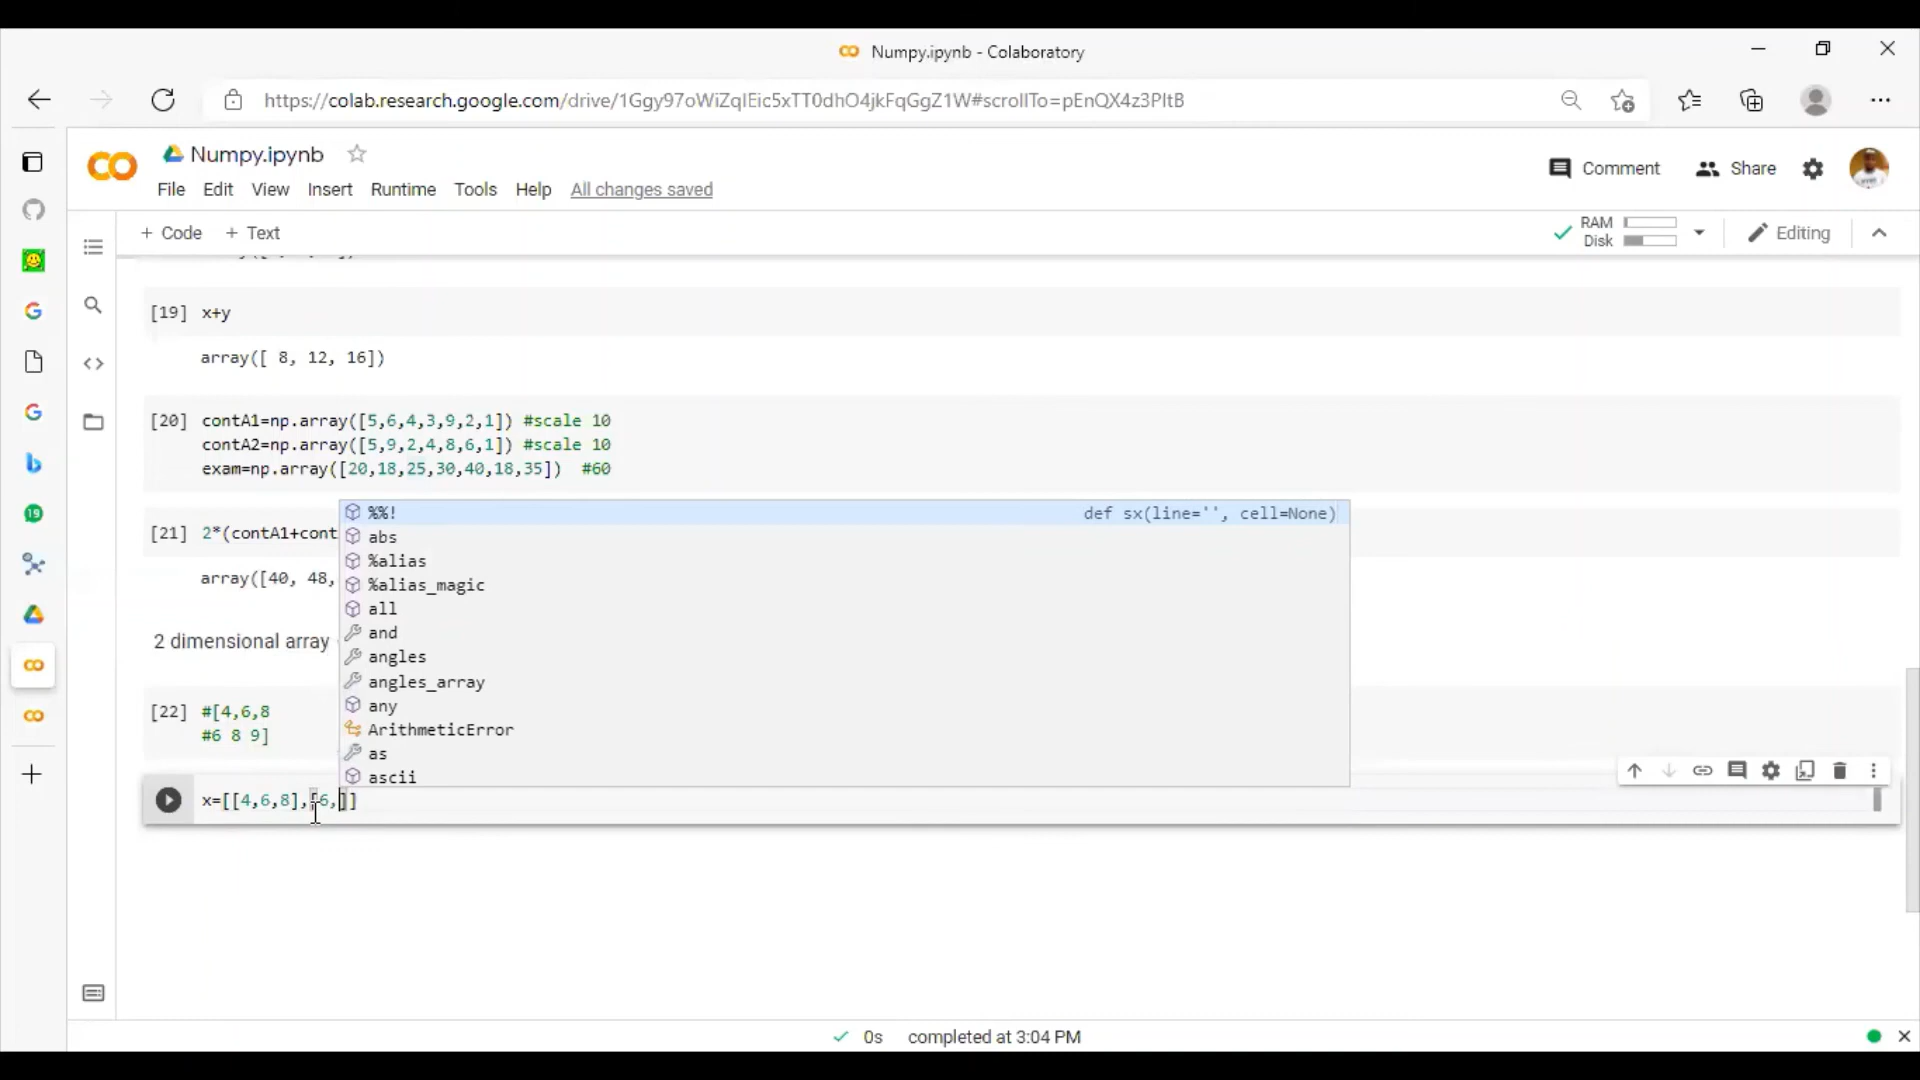 Numpy.ipynb - Colaboratory
https://colab.research.google.com/drive/1Ggy97oWiZqIEic5xTT0dhO4jkFqGgZ1W#scrollTo=pEnQX4z3PItB
Numpy.ipynb
Comment
Share
File Edit View Insert Runtime Tools Help All changes saved
+ Code + Text
RAM
Disk
Editing
[19] x+y
array([ 8, 12, 16])
[20] contA1=np.array([5,6,4,3,9,2,1]) #scale 10
contA2=np.array([5,9,2,4,8,6,1]) #scale 10
exam=np.array([20,18,25,30,40,18,35]) #60
%%! def sx(line='', cell=None)
[21] 2*(contA1+cont
abs
%alias
array([40, 48,
%alias_magic
all
and
2 dimensional array
angles
angles_array
any
[22] #[4,6,8
#6 8 9]
ArithmeticError
as
ascii
x=[[4,6,8],[6,]]
0s completed at 3:04 PM